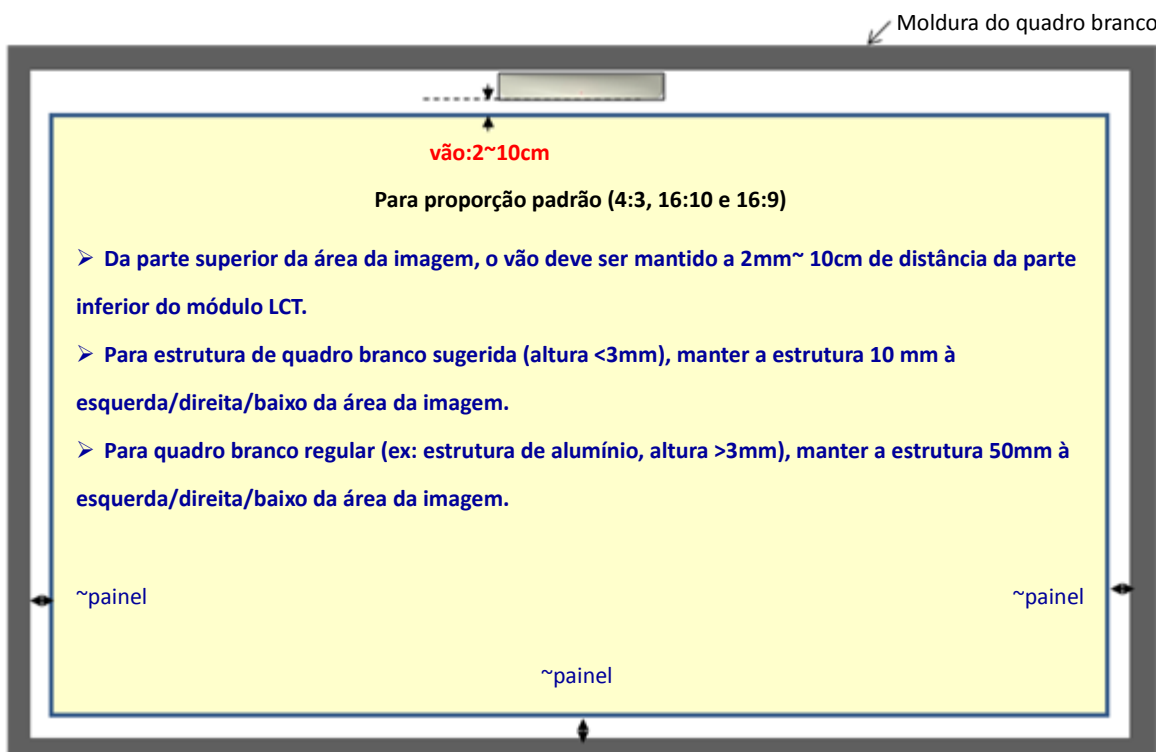 Moldura do quadro branco
vão:2~10cm
Para proporção padrão (4:3, 16:10 e 16:9)
➢ Da parte superior da área da imagem, o vão deve ser mantido a 2mm~ 10cm de distância da parte
inferior do módulo LCT.
➢ Para estrutura de quadro branco sugerida (altura <3mm), manter a estrutura 10 mm à
esquerda/direita/baixo da área da imagem.
➢ Para quadro branco regular (ex: estrutura de alumínio, altura >3mm), manter a estrutura 50mm à
esquerda/direita/baixo da área da imagem.
~painel ~painel
~painel